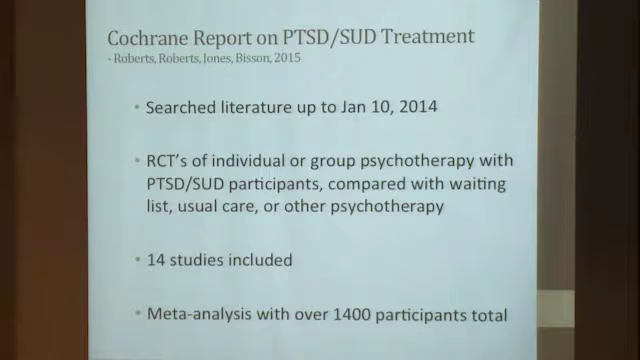 Cochrane Report on PTSD/SUD Treatment
- Roberts, Roberts, Jones, Bisson, 2015
• Searched literature up to Jan 10, 2014
• RCT's of individual or group psychotherapy with
PTSD/SUD participants, compared with waiting
list, usual care, or other psychotherapy
• 14 studies included
• Meta-analysis with over 1400 participants total